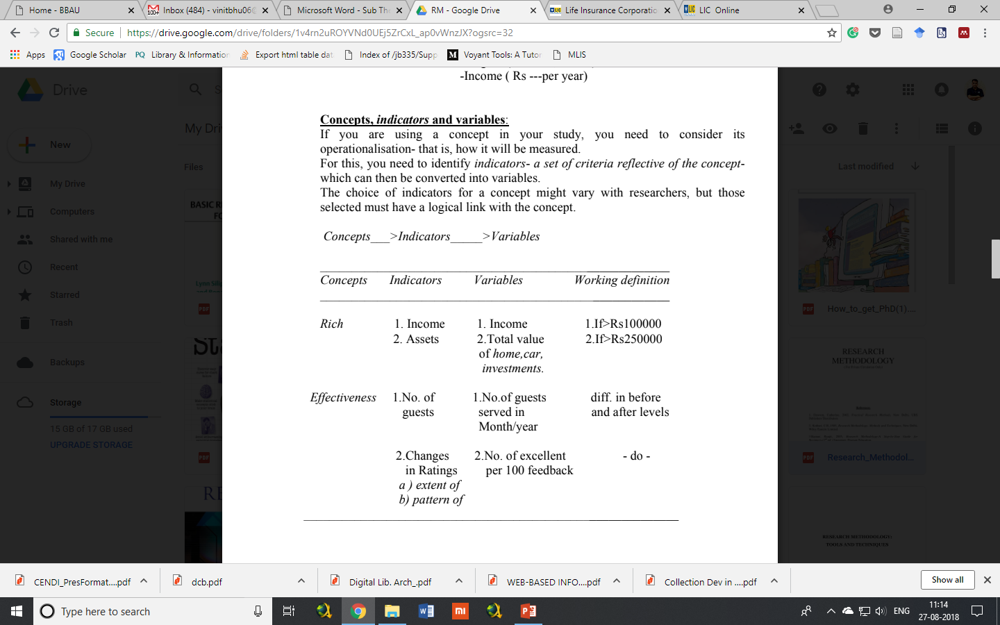 Home - BBAU
Inbox (484) - vinitbhu06
Microsoft Word - Sub The
RM - Google Drive
Life Insurance Corporatio
LIC Online
Secure
https://drive.google.com/drive/folders/1v4rn2uROYVNd0UEj5ZrCxL_ap0vWnzJX?ogsrc=32
Apps
Google Scholar
PQ Library & Information
Export html table dat
Index of /jb335/Supp
Voyant Tools: A Tutor
MLIS
Drive
My Dri
New
Files
Last modified
My Drive
Computers
Shared with me
Recent
Starred
Trash
Backups
Storage
15 GB of 17 GB used
UPGRADE STORAGE
-Income ( Rs ---per year)
Concepts, indicators and variables:
If you are using a concept in your study, you need to consider its
operationalisation- that is, how it will be measured.
For this, you need to identify indicators- a set of criteria reflective of the concept-
which can then be converted into variables.
The choice of indicators for a concept might vary with researchers, but those
selected must have a logical link with the concept.
Concepts___>Indicators_____>Variables
Concepts Indicators Variables Working definition
Rich 1. Income 1. Income 1.If>Rs100000
2. Assets 2.Total value 2.If>Rs250000
of home,car,
investments.
Effectiveness 1.No. of 1.No.of guests diff. in before
guests served in and after levels
Month/year
2.Changes 2.No. of excellent - do -
in Ratings per 100 feedback
a ) extent of
b) pattern of
How_to_get_PhD(1)....
RESEARCH
METHODOLOGY
Research_Methodol...
RESEARCH METHODOLOGY:
TOOLS AND TECHNIQUES
CENDI_PresFormat....pdf
dcb.pdf
Digital Lib. Arch_.pdf
WEB-BASED INFO....pdf
Collection Dev in ....pdf
Show all
Type here to search
ENG
11:14
27-08-2018